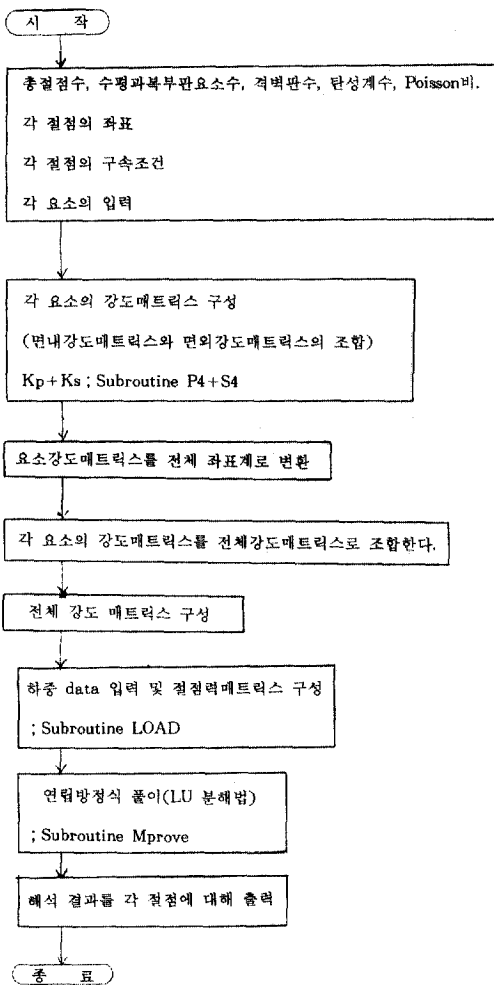 시 작
총절점수, 수평과복부판요소수, 격벽판수, 탄성계수, Poisson비.
각 절점의 좌표
각 절점의 구속조건
각 요소의 입력
각 요소의 강도매트릭스 구성
(면내강도매트릭스와 면외강도매트릭스의 조합)
Kp+Ks ; Subroutine P4+S4
요소강도매트릭스를 전체 좌표계로 변환
각 요소의 강도매트릭스를 전체강도매트릭스로 조합한다.
전체 강도 매트릭스 구성
하중 data 입력 및 절점력매트릭스 구성
; Subroutine LOAD
연립방정식 풀이(LU 분해법)
; Subroutine Mprove
해석 결과를 각 절점에 대해 출력
종 료